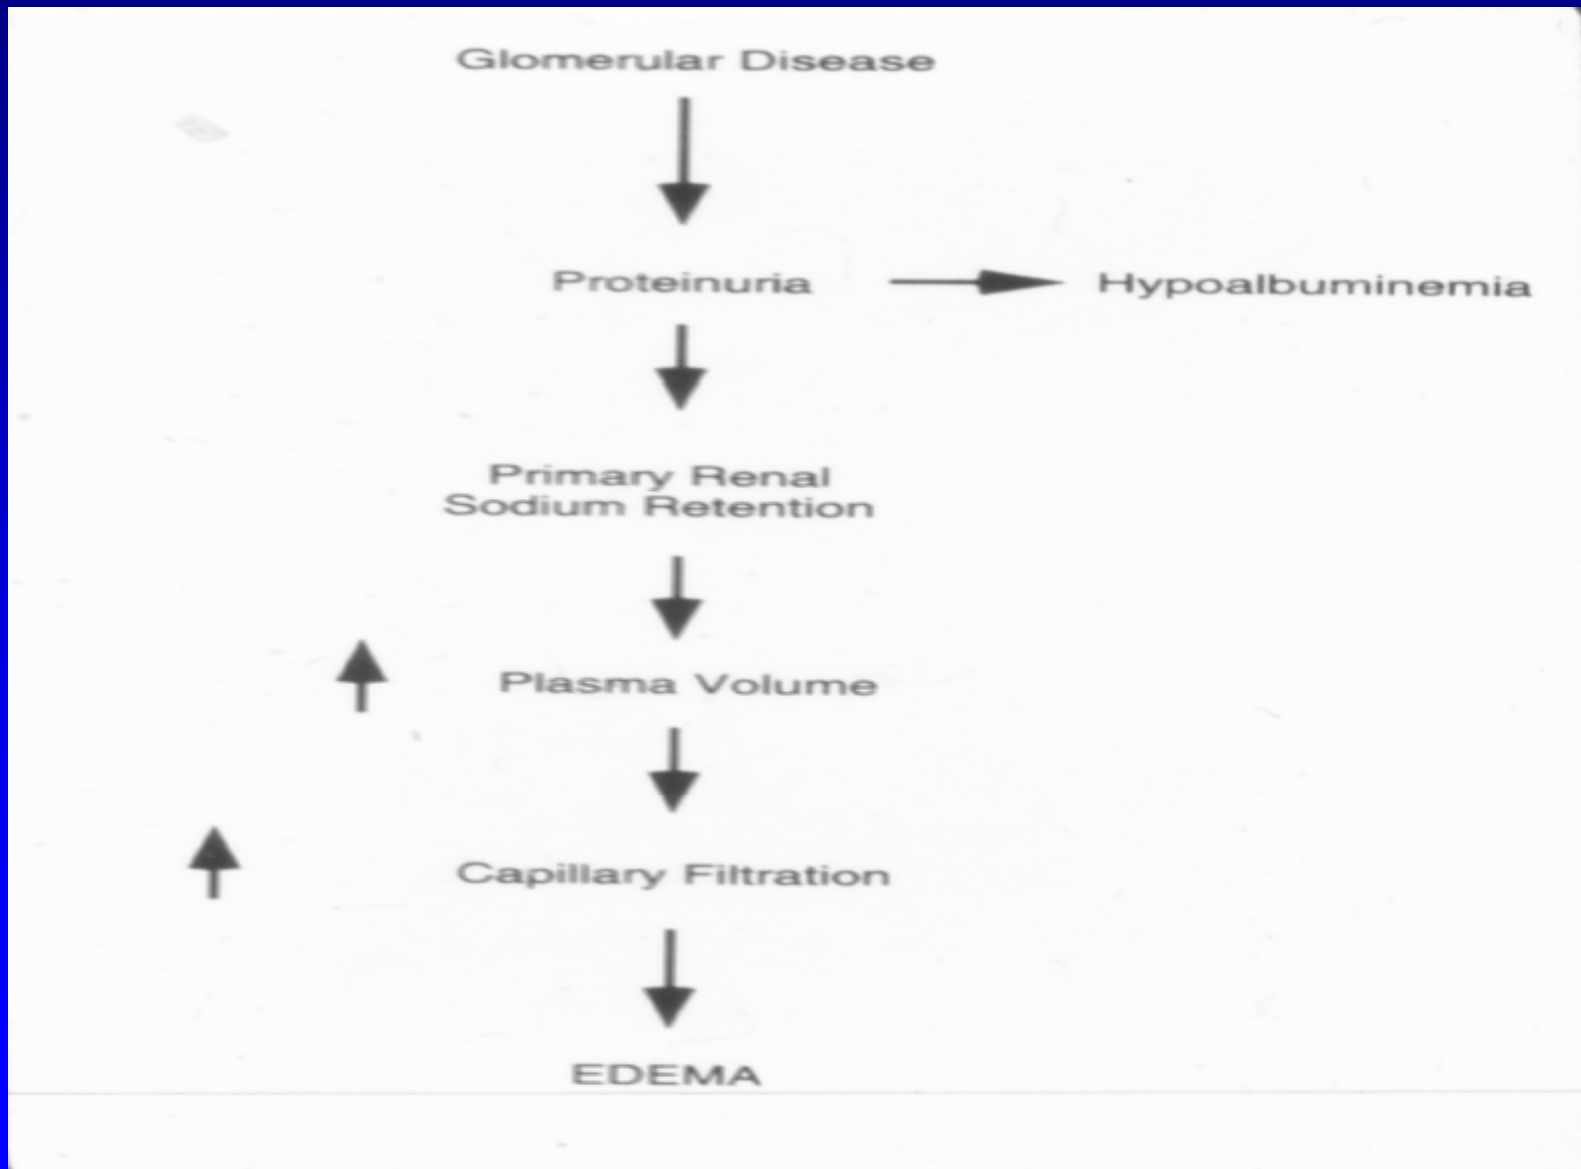 Glomerular Disease
Proteinuria
Hypoalbuminemia
Primary Renal
Sodium Retention
Plasma Volume
Capillary Filtration
EDEMA